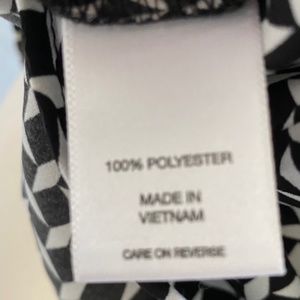 100% POLYESTER
MADE IN
VIETNAM
CARE ON REVERSE